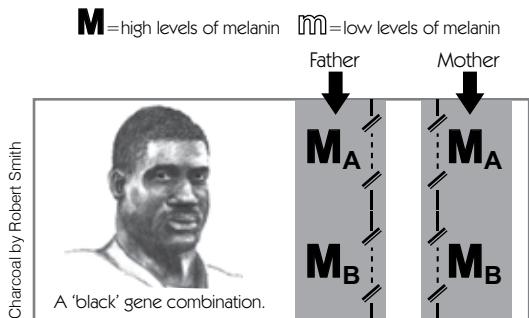 M=high levels of melanin m=low levels of melanin
Father Mother
MA MA
MB MB
A ‘black’ gene combination.
Charcoal by Robert Smith